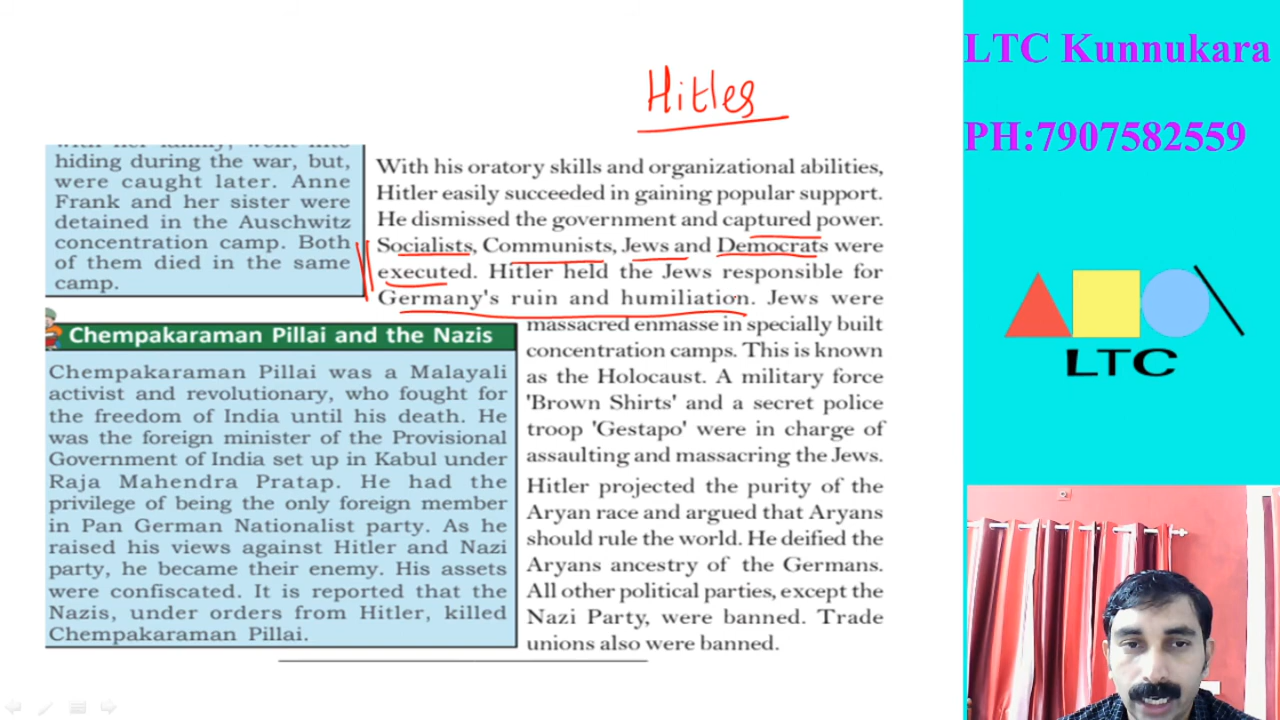 Hitler
with her family, went into
hiding during the war, but,
were caught later. Anne
Frank and her sister were
detained in the Auschwitz
concentration camp. Both
of them died in the same
camp.
With his oratory skills and organizational abilities,
Hitler easily succeeded in gaining popular support.
He dismissed the government and captured power.
Socialists, Communists, Jews and Democrats were
executed. Hitler held the Jews responsible for
Germany's ruin and humiliation. Jews were
massacred enmasse in specially built
concentration camps. This is known
as the Holocaust. A military force
'Brown Shirts' and a secret police
troop 'Gestapo' were in charge of
assaulting and massacring the Jews.
Hitler projected the purity of the
Aryan race and argued that Aryans
should rule the world. He deified the
Aryans ancestry of the Germans.
All other political parties, except the
Nazi Party, were banned. Trade
unions also were banned.
Chempakaraman Pillai and the Nazis
Chempakaraman Pillai was a Malayali
activist and revolutionary, who fought for
the freedom of India until his death. He
was the foreign minister of the Provisional
Government of India set up in Kabul under
Raja Mahendra Pratap. He had the
privilege of being the only foreign member
in Pan German Nationalist party. As he
raised his views against Hitler and Nazi
party, he became their enemy. His assets
were confiscated. It is reported that the
Nazis, under orders from Hitler, killed
Chempakaraman Pillai.
LTC Kunnukara
PH:7907582559
LTC